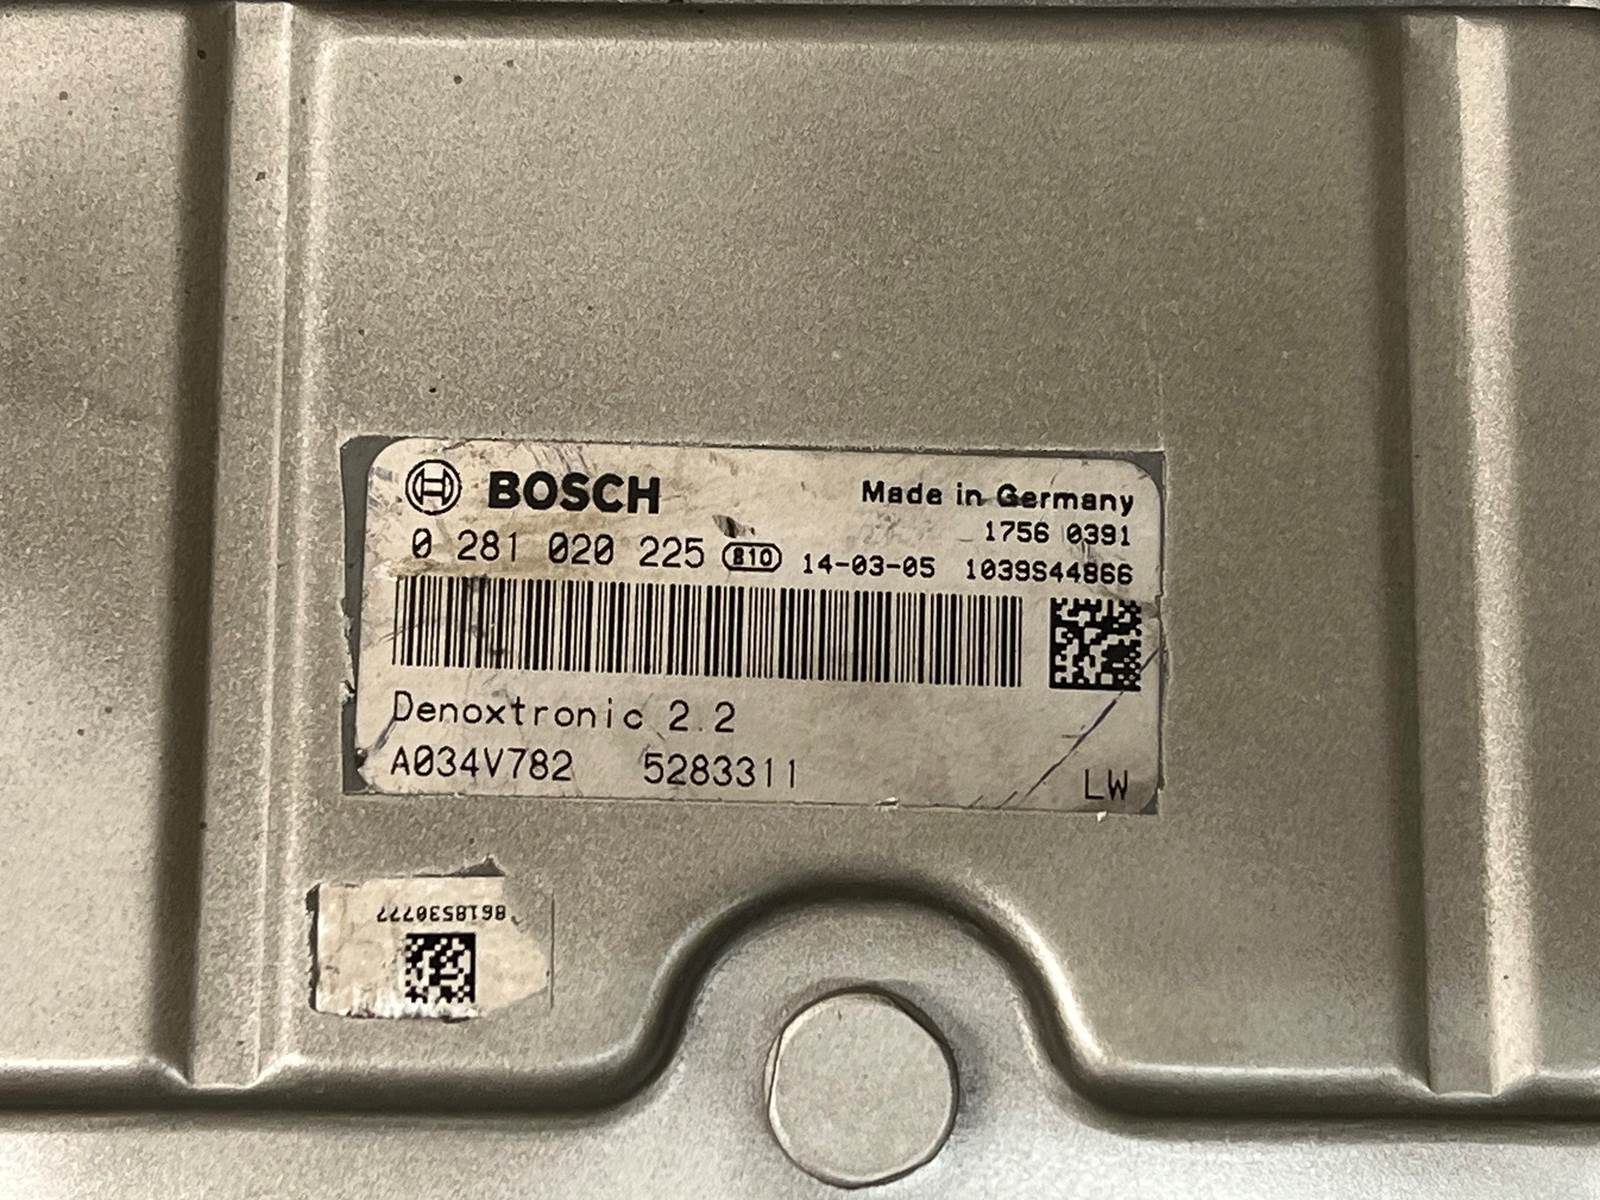 BOSCH
Made in Germany
1756 0391
0 281 020 225 810 14-03-05 1039S44866
Denoxtronic 2.2
A034V782 5283311
LW
8618530777